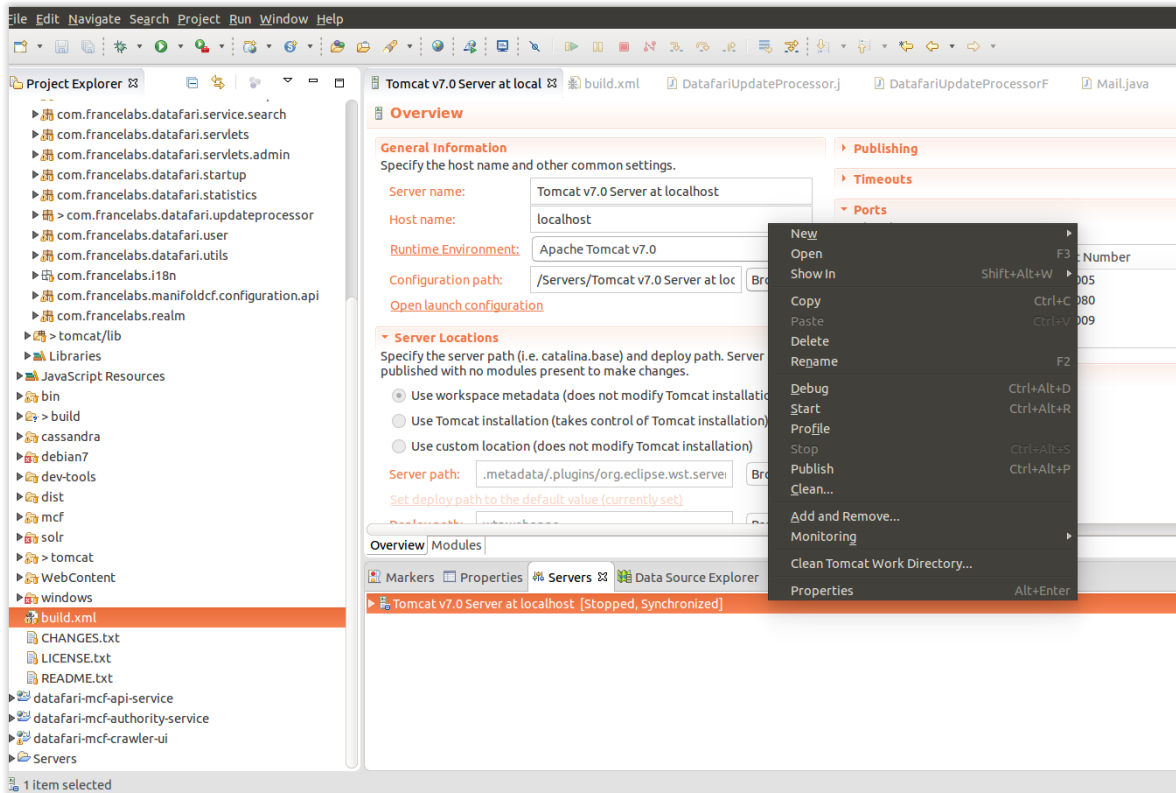 File Edit Navigate Search Project Run Window Help
Project Explorer
com.francelabs.datafari.service.search
com.francelabs.datafari.servlets
com.francelabs.datafari.servlets.admin
com.francelabs.datafari.startup
com.francelabs.datafari.statistics
> com.francelabs.datafari.updateprocessor
com.francelabs.datafari.user
com.francelabs.datafari.utils
com.francelabs.i18n
com.francelabs.manifoldcf.configuration.api
com.francelabs.realm
> tomcat/lib
Libraries
JavaScript Resources
bin
> build
cassandra
debian7
dev-tools
dist
mcf
solr
> tomcat
WebContent
windows
build.xml
CHANGES.txt
LICENSE.txt
README.txt
datafari-mcf-api-service
datafari-mcf-authority-service
datafari-mcf-crawler-ui
Servers
1 item selected
Tomcat v7.0 Server at local build.xml DatafariUpdateProcessor.j DatafariUpdateProcessorF Mail.java
Overview
General Information
Specify the host name and other common settings.
Server name: Tomcat v7.0 Server at localhost
Host name: localhost
Runtime Environment: Apache Tomcat v7.0
Configuration path: /Servers/Tomcat v7.0 Server at loc Bro
Open launch configuration
Server Locations
Specify the server path (i.e. catalina.base) and deploy path. Server
published with no modules present to make changes.
Use workspace metadata (does not modify Tomcat installatio
Use Tomcat installation (takes control of Tomcat installation)
Use custom location (does not modify Tomcat installation)
Server path: .metadata/.plugins/org.eclipse.wst.server Bro
Set deploy path to the default value (currently set)
Publishing
Timeouts
Ports
t Number
005
080
009
New
Open F3
Show In Shift+Alt+W
Copy Ctrl+C
Paste Ctrl+V
Delete
Rename F2
Debug Ctrl+Alt+D
Start Ctrl+Alt+R
Profile
Stop Ctrl+Alt+S
Publish Ctrl+Alt+P
Clean...
Add and Remove...
Monitoring
Clean Tomcat Work Directory...
Properties Alt+Enter
Overview Modules
Markers Properties Servers Data Source Explorer
Tomcat v7.0 Server at localhost [Stopped, Synchronized]